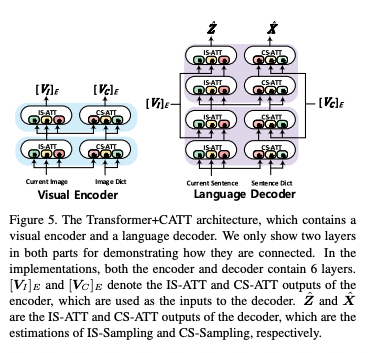 Ẑ X̂
IS-ATT CS-ATT
[V_I]_E [V_C]_E IS-ATT CS-ATT
[V_I]_E [V_C]_E
IS-ATT CS-ATT IS-ATT CS-ATT
IS-ATT CS-ATT IS-ATT CS-ATT
Current Image Image Dict Current Sentence Sentence Dict
Visual Encoder Language Decoder
Figure 5. The Transformer+CATT architecture, which contains a
visual encoder and a language decoder. We only show two layers
in both parts for demonstrating how they are connected. In the
implementations, both the encoder and decoder contain 6 layers.
[V_I]_E and [V_C]_E denote the IS-ATT and CS-ATT outputs of the
encoder, which are used as the inputs to the decoder. Ẑ and X̂
are the IS-ATT and CS-ATT outputs of the decoder, which are the
estimations of IS-Sampling and CS-Sampling, respectively.